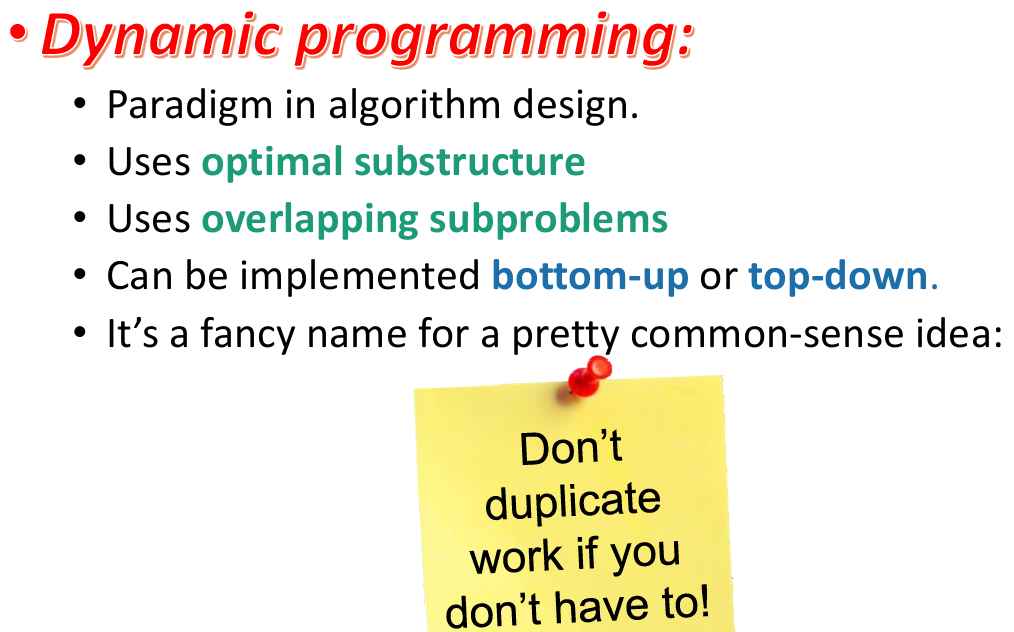 • Dynamic programming:
• Paradigm in algorithm design.
• Uses optimal substructure
• Uses overlapping subproblems
• Can be implemented bottom-up or top-down.
• It’s a fancy name for a pretty common-sense idea:
Don’t
duplicate
work if you
don’t have to!